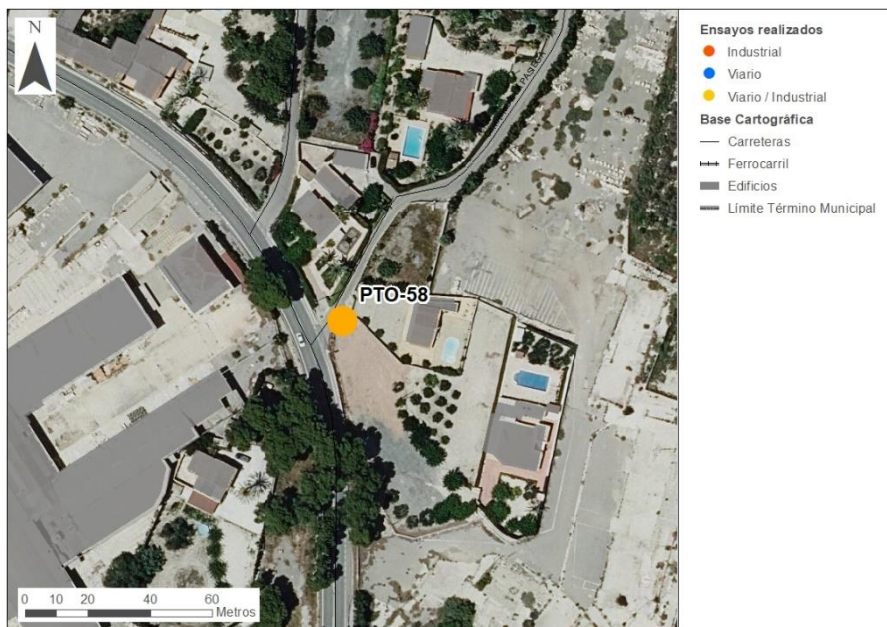 N
PASTORA
PTO-58
0 10 20 40 60
Metros
Ensayos realizados
Industrial
Viario
Viario / Industrial
Base Cartográfica
Carreteras
Ferrocarril
Edificios
Límite Término Municipal